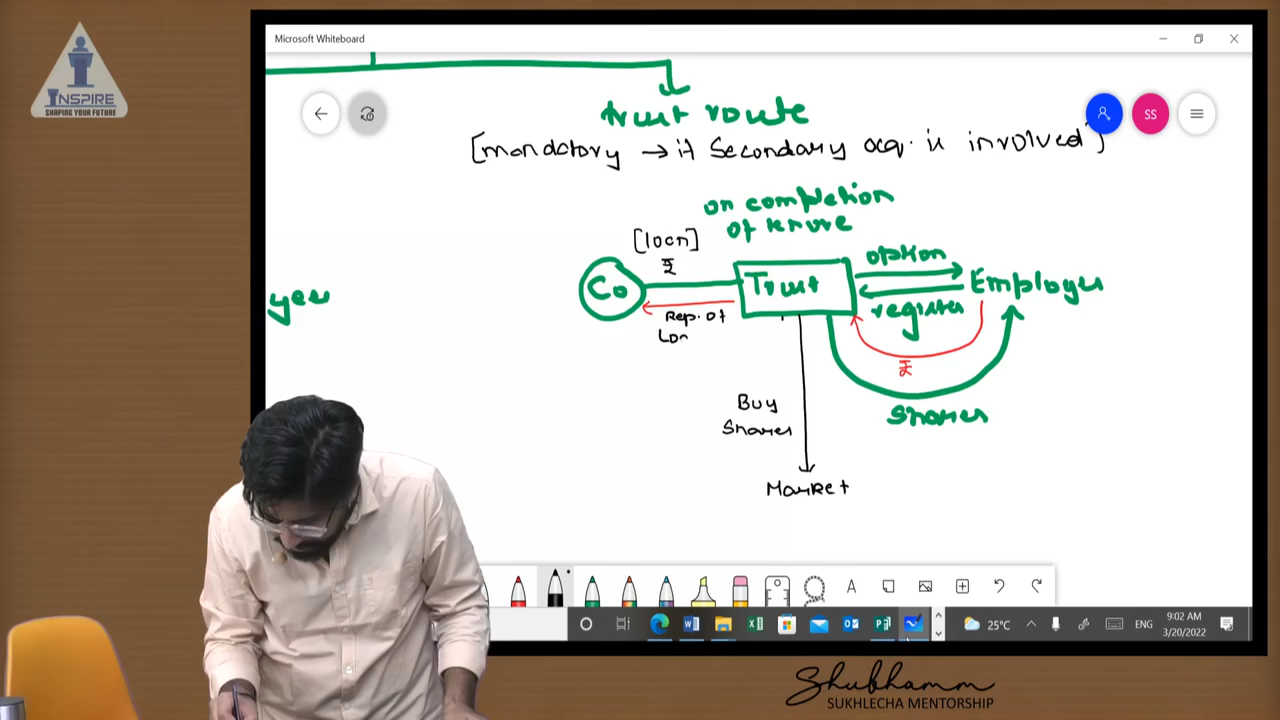 INSPIRE
SHAPING YOUR FUTURE
Microsoft Whiteboard
SS
trust route
[mandatory → if Secondary acq. is involved]
on completion
of tenure
[loan]
₹
Co
Trust
option
Employees
register
Rep. of
Loan
₹
Shares
Buy
Shares
Market
yes
A
25°C
ENG
9:02 AM
3/20/2022
Shubhamm
SUKHLECHA MENTORSHIP